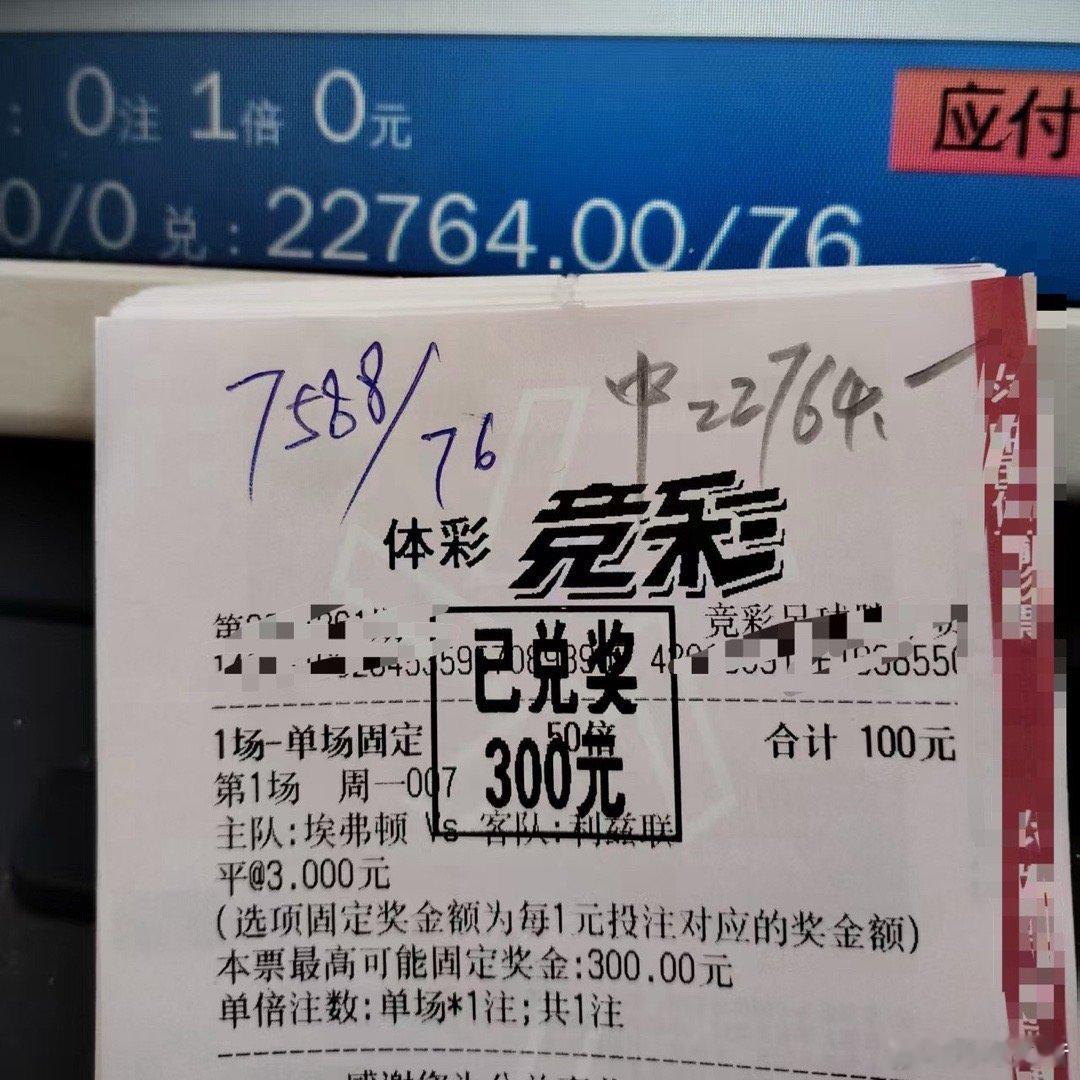 : 0注 1倍 0元
应付
0/0 兑: 22764.00/76
7588/76
中22764.一
体彩 竞彩
已兑奖
300元
1场-单场固定 50倍 合计 100元
第1场 周一007
主队:埃弗顿 Vs 客队:利兹联
平@3.000元
(选项固定奖金额为每1元投注对应的奖金额)
本票最高可能固定奖金:300.00元
单倍注数:单场*1注;共1注